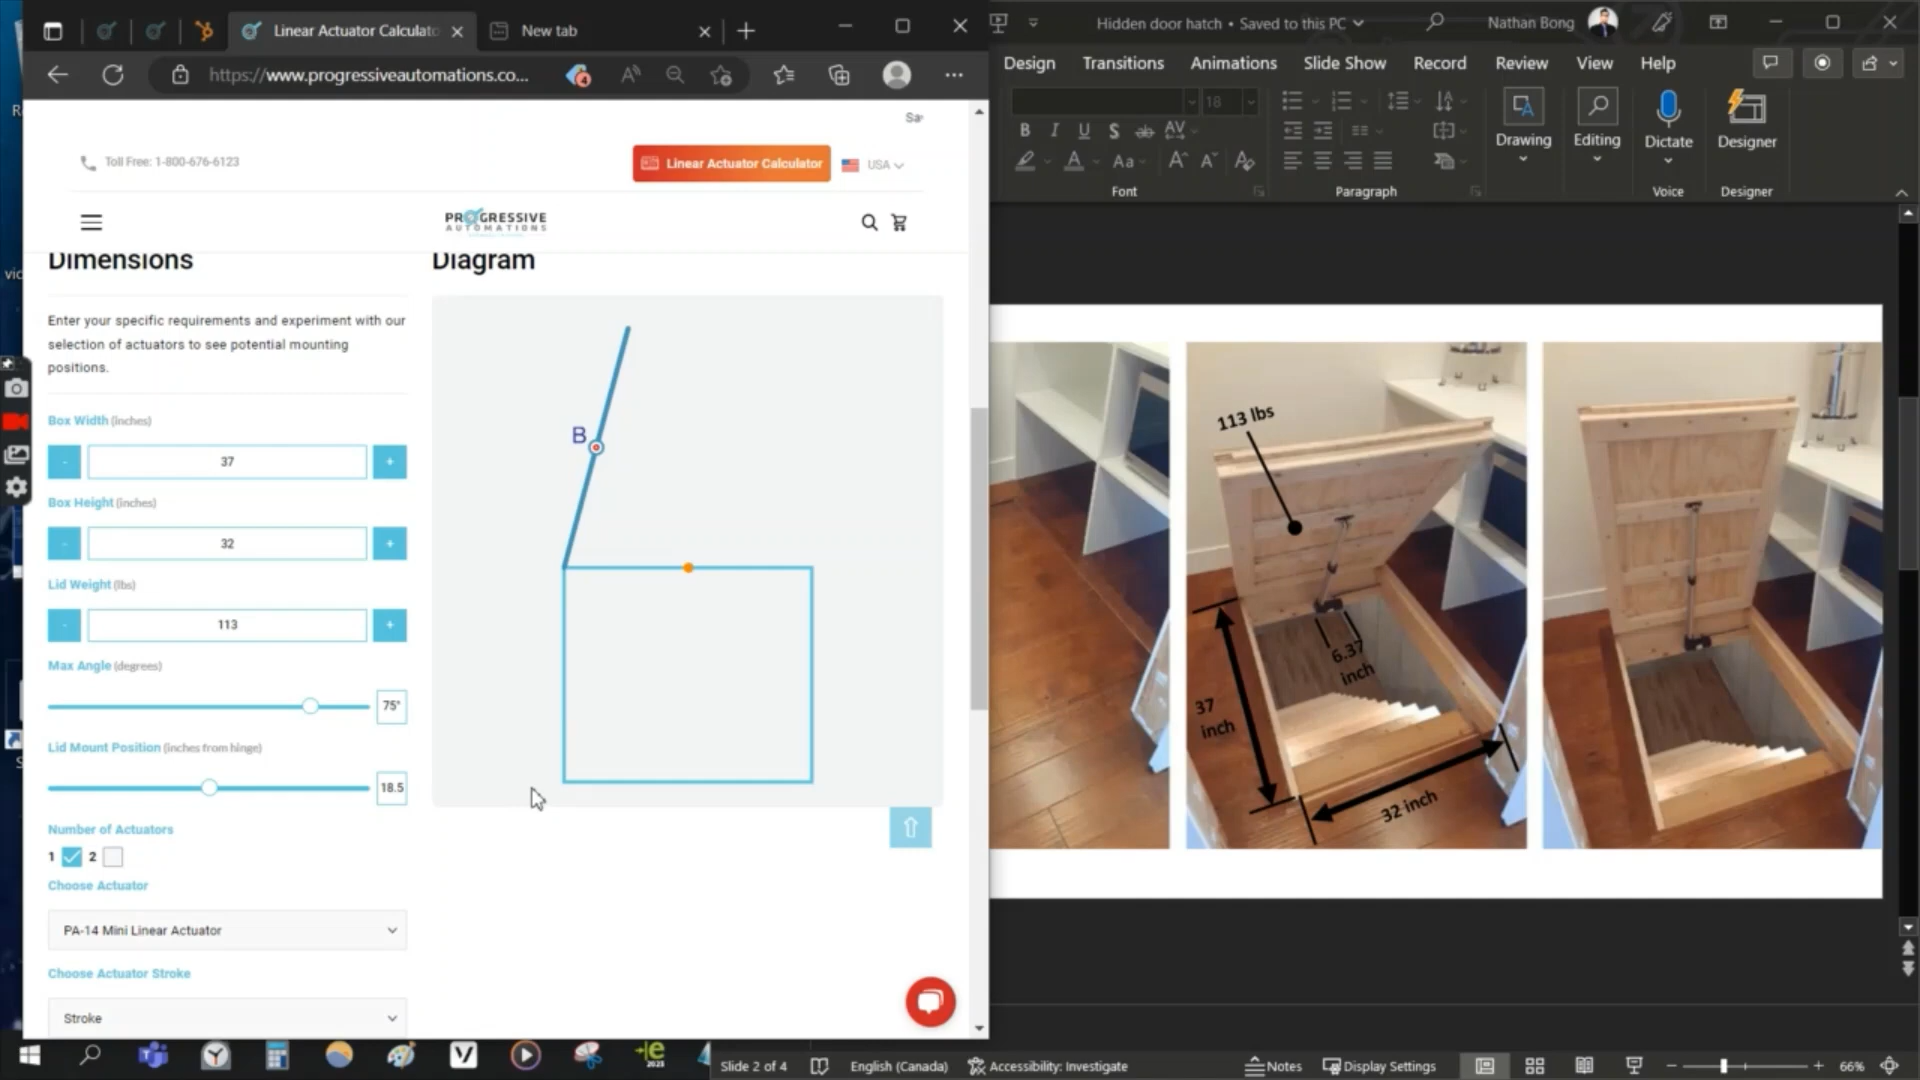 Linear Actuator Calculato
New tab
https://www.progressiveautomations.co...
4
Toll Free: 1-800-676-6123
Linear Actuator Calculator
USA
PROGRESSIVE
AUTOMATIONS
Dimensions
Enter your specific requirements and experiment with our
selection of actuators to see potential mounting
positions.
Box Width (inches)
-
37
+
Box Height (inches)
-
32
+
Lid Weight (lbs)
-
113
+
Max Angle (degrees)
75°
Lid Mount Position (inches from hinge)
18.5
Number of Actuators
1 2
Choose Actuator
PA-14 Mini Linear Actuator
Choose Actuator Stroke
Stroke
Diagram
B
Hidden door hatch • Saved to this PC
Nathan Bong
Design Transitions Animations Slide Show Record Review View Help
18
B I U S ab AV
A Aa A A A
Font
Paragraph
Drawing
Editing
Dictate
Designer
Voice
Designer
113 lbs
6.37
inch
37
inch
32 inch
Slide 2 of 4
English (Canada)
Accessibility: Investigate
Notes
Display Settings
66%